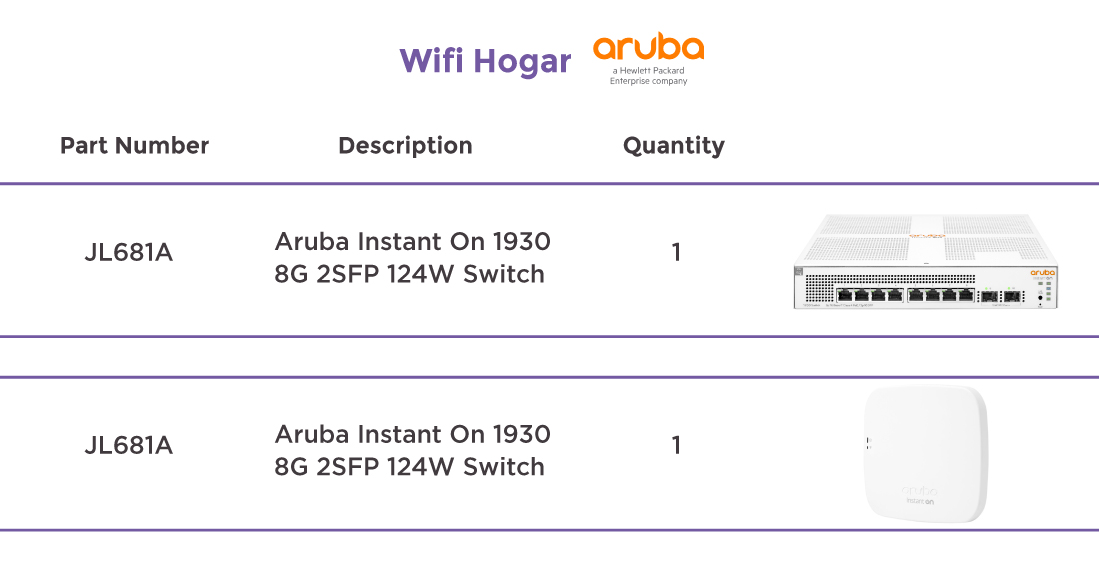 Wifi Hogar
aruba
a Hewlett Packard
Enterprise company
Part Number Description Quantity
JL681A
Aruba Instant On 1930
8G 2SFP 124W Switch
1
aruba
aruba
instant on
JL681A
Aruba Instant On 1930
8G 2SFP 124W Switch
1
aruba
instant on